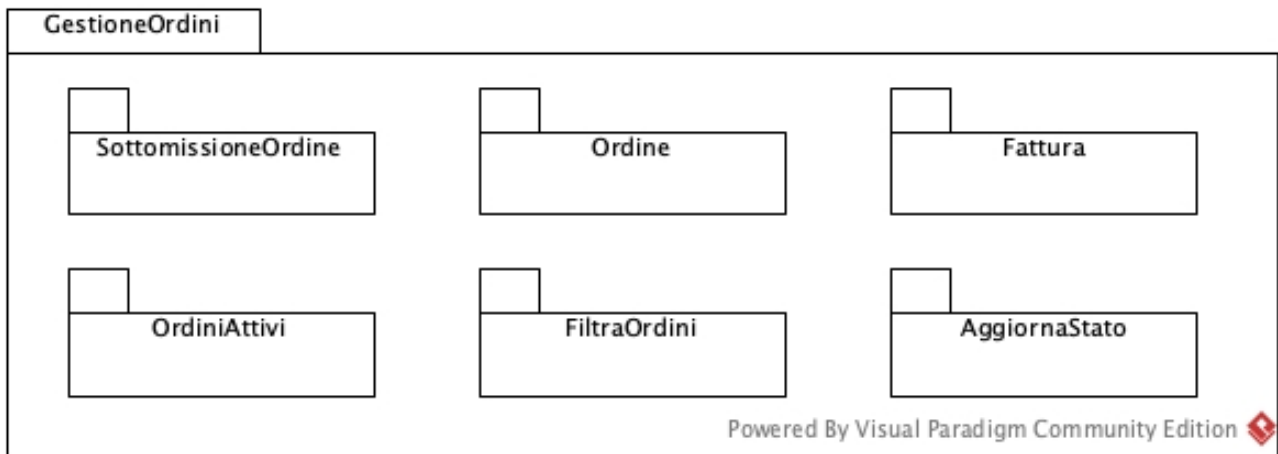 GestioneOrdini
SottomissioneOrdine
Ordine
Fattura
OrdiniAttivi
FiltraOrdini
AggiornaStato
Powered By Visual Paradigm Community Edition